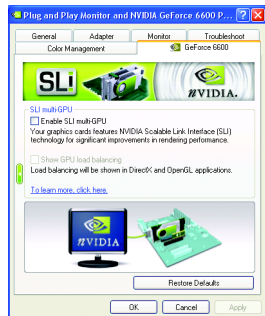 Plug and Play Monitor and NVIDIA GeForce 6600 P...
General
Adapter
Monitor
Troubleshoot
Color Management
GeForce 6600
SLI
NVIDIA.
SLI multi-GPU
Enable SLI multi-GPU
Your graphics cards features NVIDIA Scalable Link Interface (SLI)
technology for significant improvements in rendering performance.
Show GPU load balancing
Load balancing will be shown in DirectX and OpenGL applications.
To learn more, click here.
NVIDIA
Restore Defaults
OK
Cancel
Apply